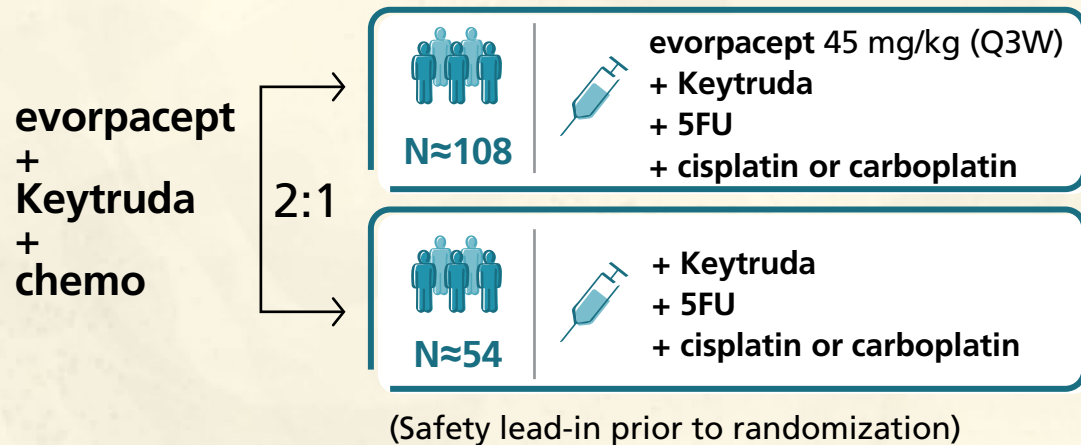 evorpacept
+
Keytruda
+
chemo
2:1
N≈108
evorpacept 45 mg/kg (Q3W)
+ Keytruda
+ 5FU
+ cisplatin or carboplatin
N≈54
+ Keytruda
+ 5FU
+ cisplatin or carboplatin
(Safety lead-in prior to randomization)